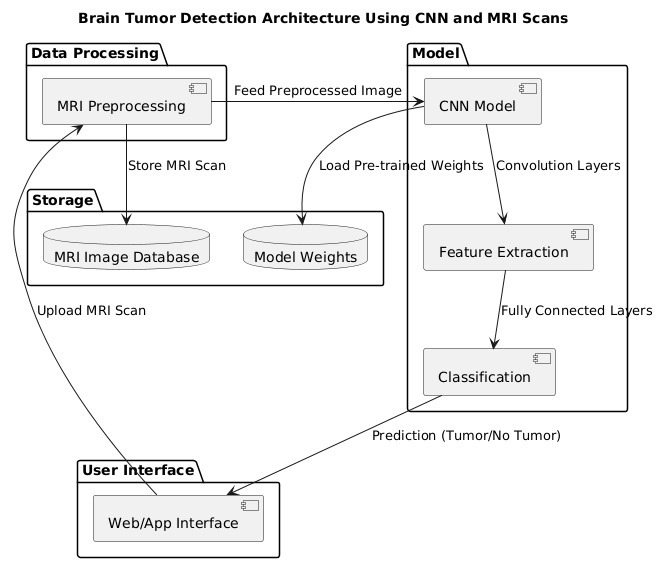 Brain Tumor Detection Architecture Using CNN and MRI Scans
Data Processing
Model
MRI Preprocessing
Feed Preprocessed Image
CNN Model
Store MRI Scan
Load Pre-trained Weights
Convolution Layers
Storage
MRI Image Database
Model Weights
Feature Extraction
Upload MRI Scan
Fully Connected Layers
Classification
Prediction (Tumor/No Tumor)
User Interface
Web/App Interface